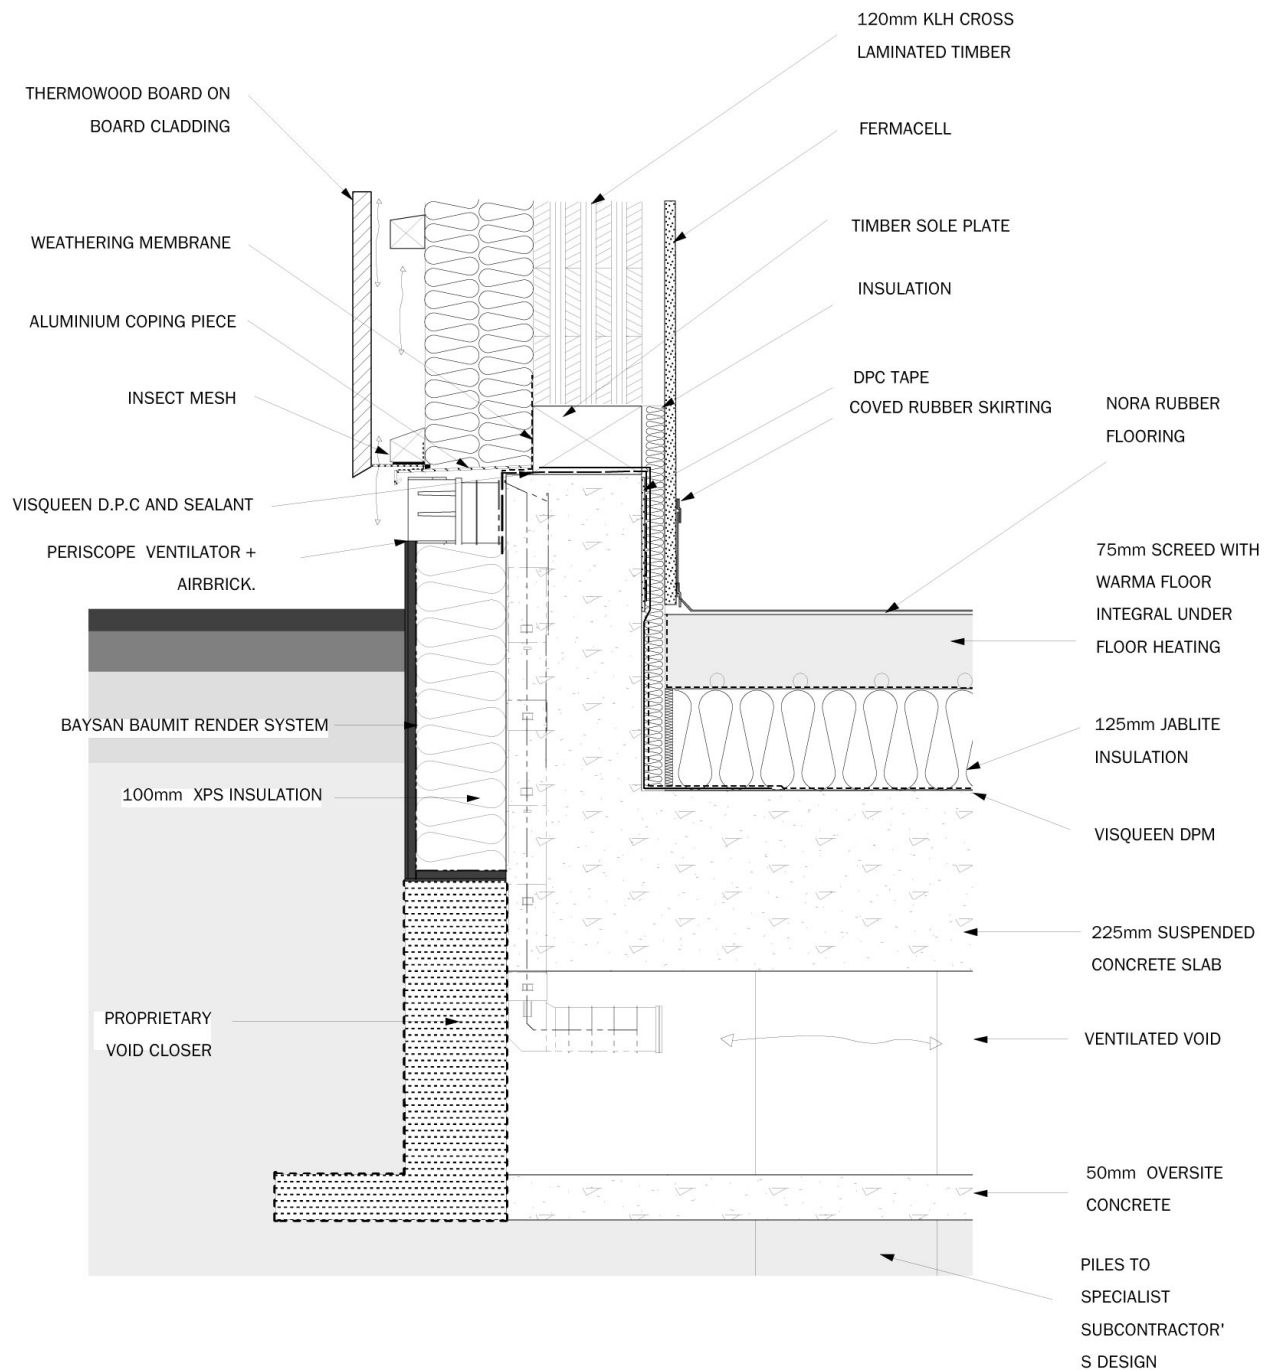 120mm KLH CROSS
LAMINATED TIMBER
THERMOWOOD BOARD ON
BOARD CLADDING
FERMACELL
WEATHERING MEMBRANE
TIMBER SOLE PLATE
INSULATION
ALUMINIUM COPING PIECE
INSECT MESH
DPC TAPE
COVED RUBBER SKIRTING
NORA RUBBER
FLOORING
VISQUEEN D.P.C AND SEALANT
PERISCOPE VENTILATOR +
AIRBRICK.
75mm SCREED WITH
WARMA FLOOR
INTEGRAL UNDER
FLOOR HEATING
BAYSAN BAUMIT RENDER SYSTEM
125mm JABLITE
INSULATION
100mm XPS INSULATION
VISQUEEN DPM
225mm SUSPENDED
CONCRETE SLAB
PROPRIETARY
VOID CLOSER
VENTILATED VOID
50mm OVERSITE
CONCRETE
PILES TO
SPECIALIST
SUBCONTRACTOR'
S DESIGN